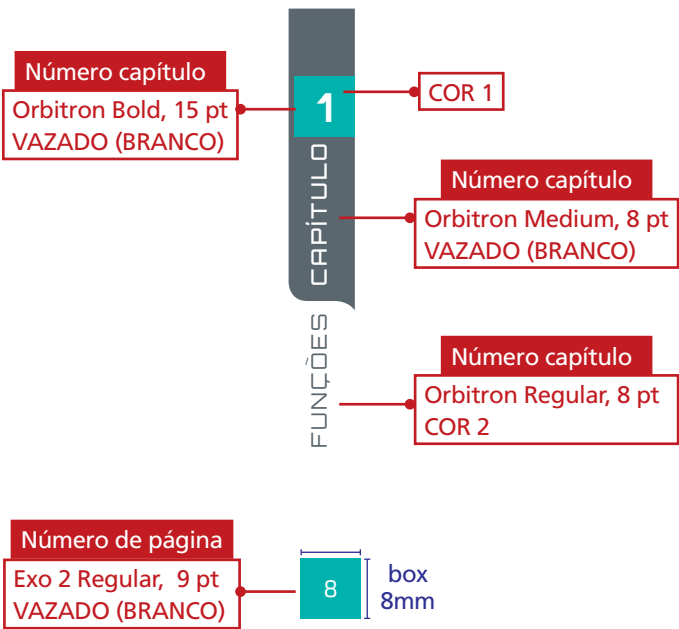 Número capítulo
Orbitron Bold, 15 pt
VAZADO (BRANCO)
1
COR 1
CAPÍTULO
Número capítulo
Orbitron Medium, 8 pt
VAZADO (BRANCO)
FUNÇÕES
Número capítulo
Orbitron Regular, 8 pt
COR 2
Número de página
Exo 2 Regular, 9 pt
VAZADO (BRANCO)
8
box
8mm